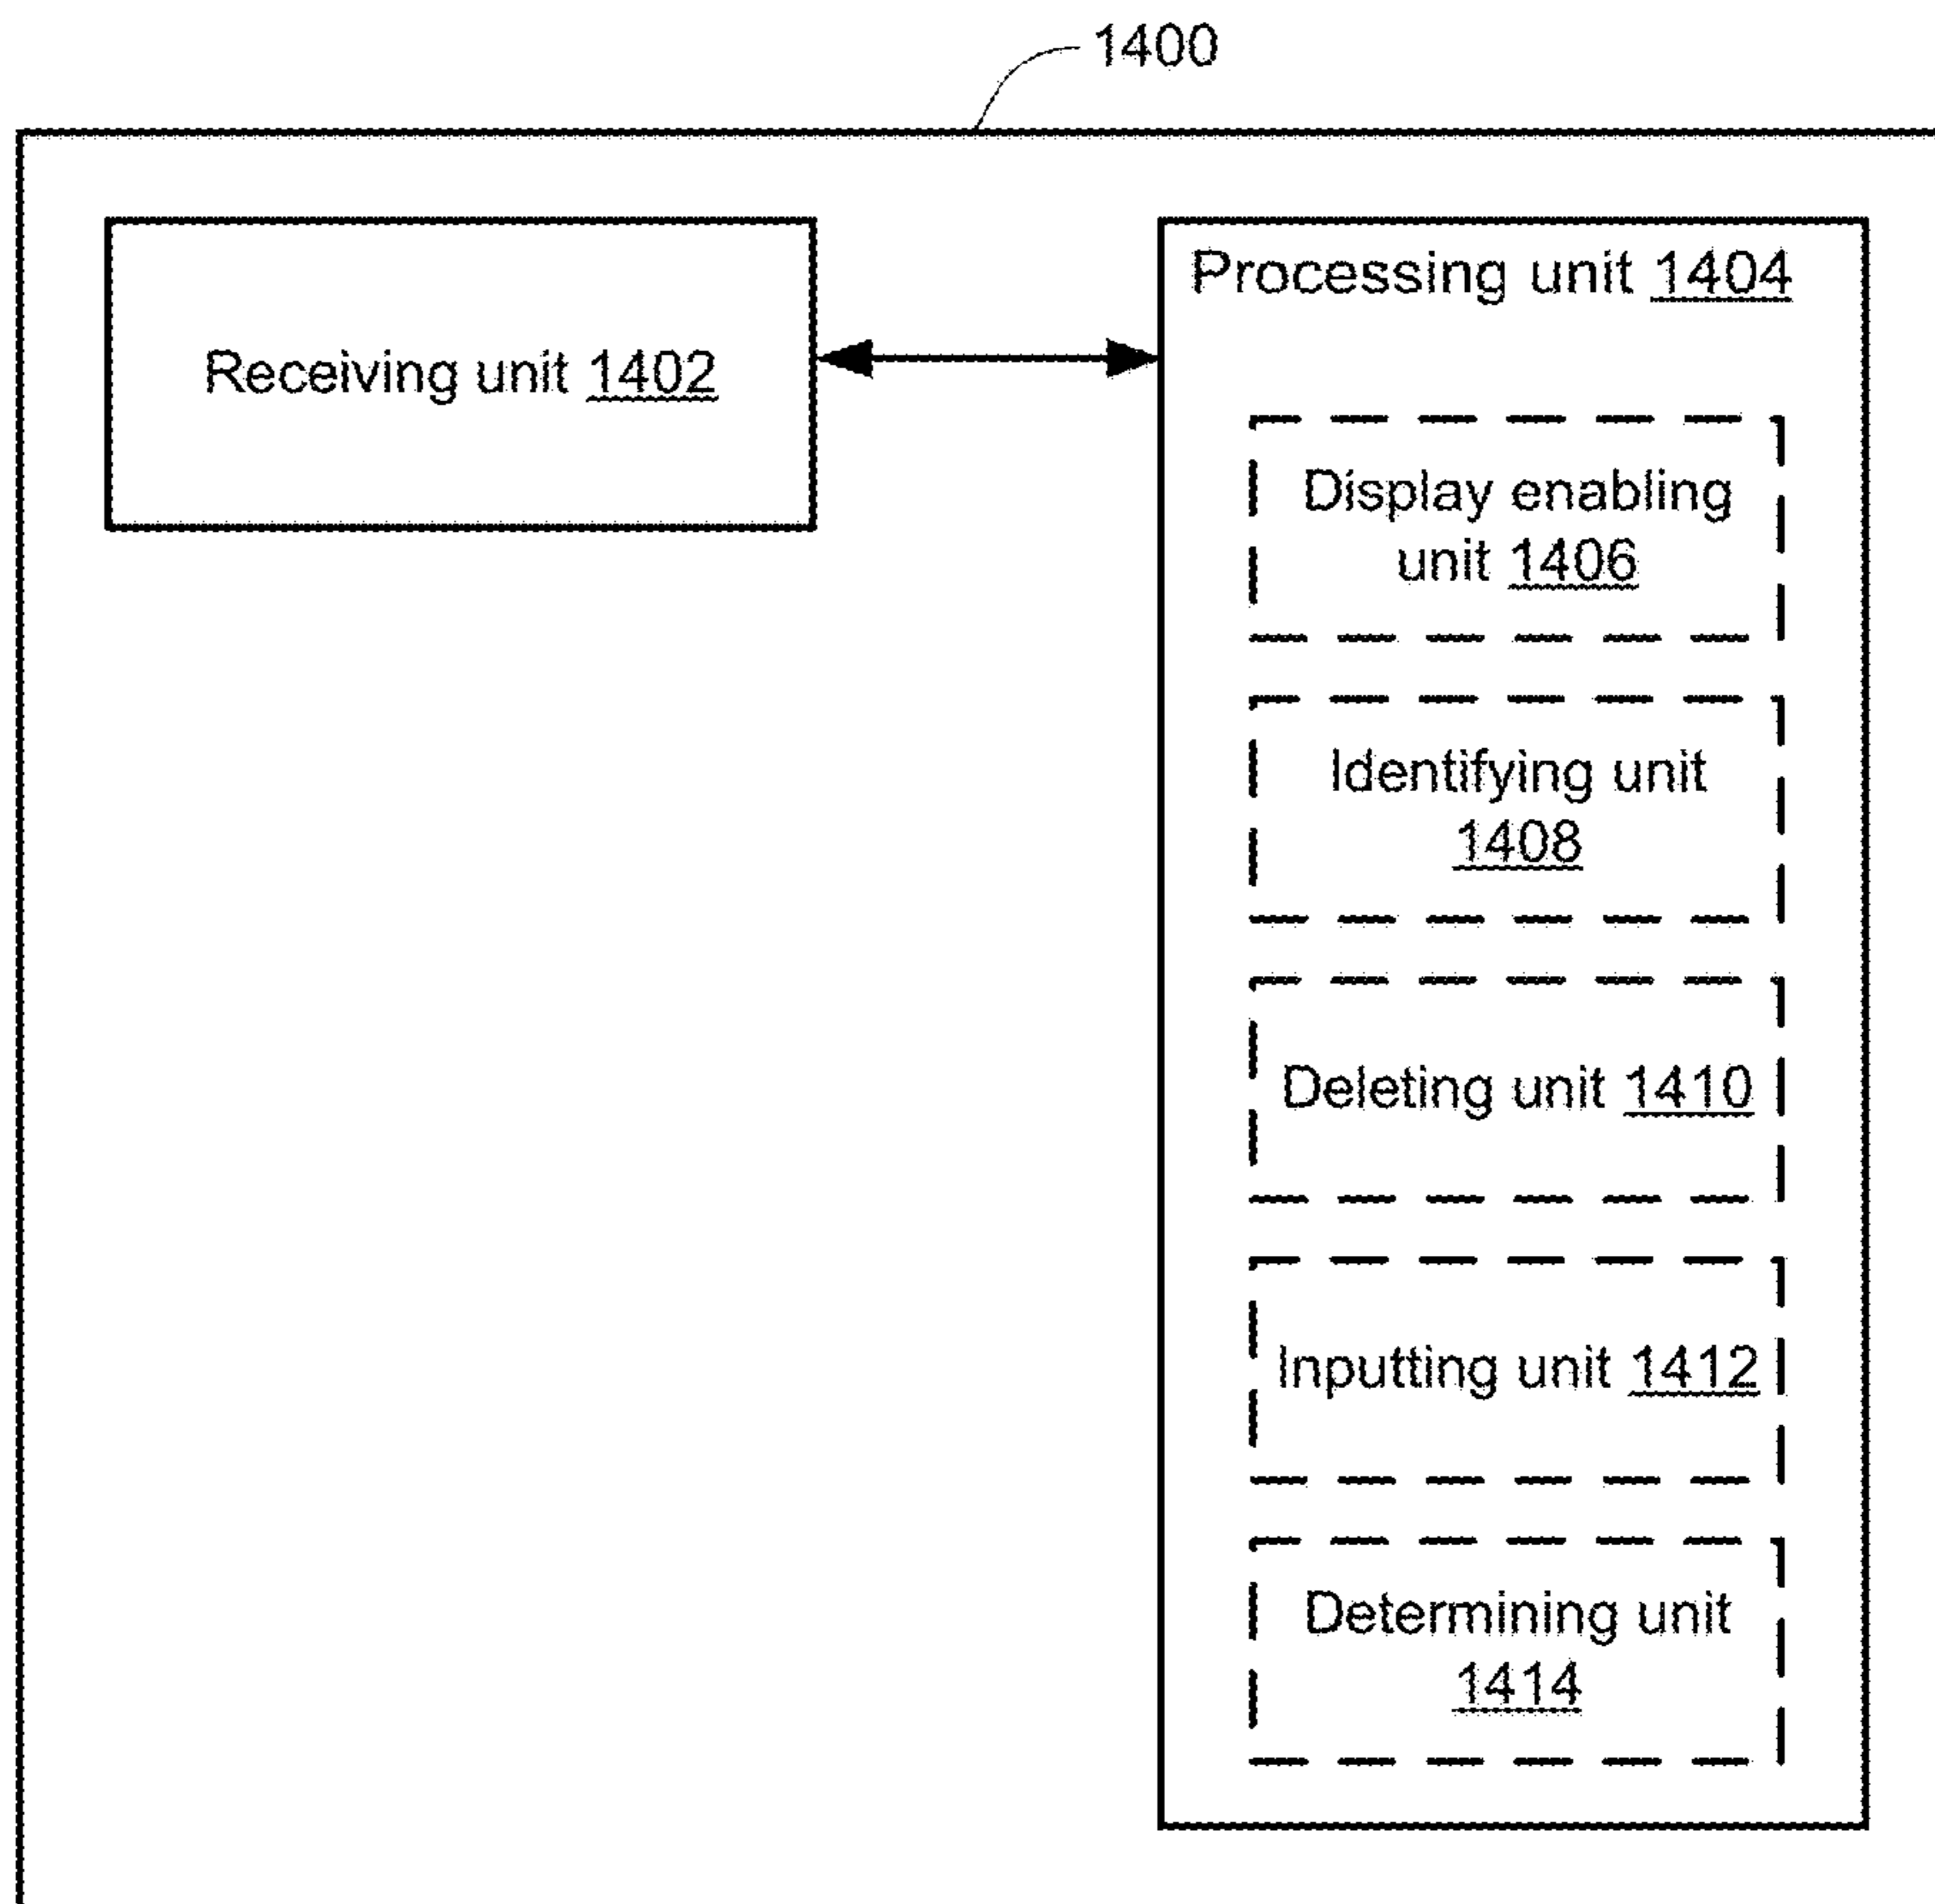 1400
Receiving unit 1402
Processing unit 1404
Display enabling
unit 1406
Identifying unit
1408
Deleting unit 1410
Inputting unit 1412
Determining unit
1414